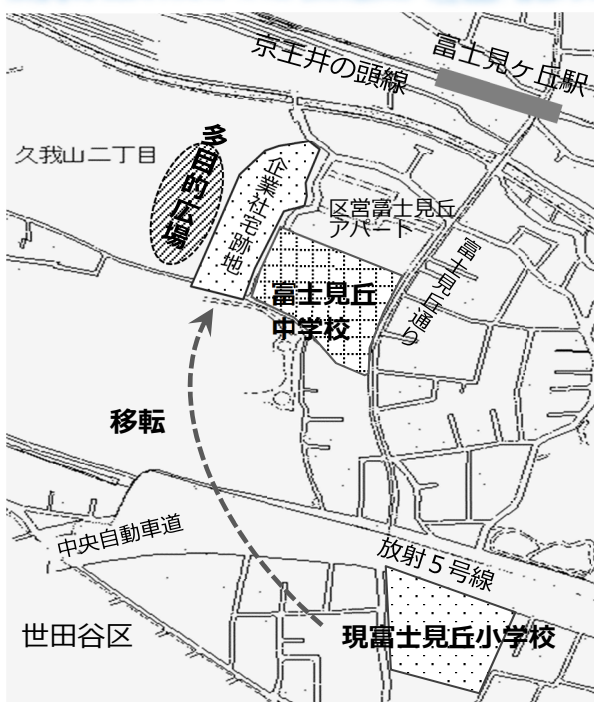 京王井の頭線
富士見ヶ丘駅
久我山二丁目
多目的広場
企業社宅跡地
区営富士見丘
アパート
富士見丘通り
富士見丘
中学校
移転
中央自動車道
放射5号線
世田谷区
現富士見丘小学校